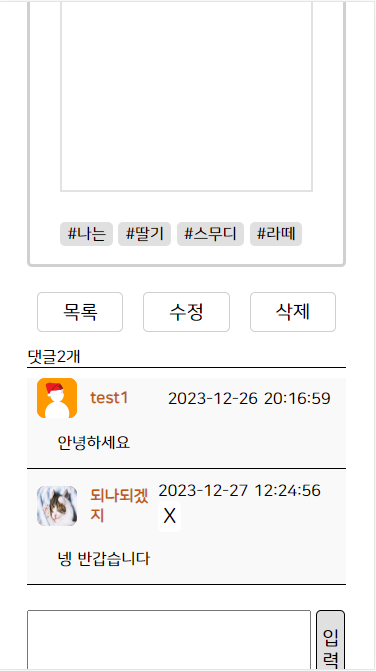 #나는 #딸기 #스무디 #라떼
목록 수정 삭제
댓글2개
test1 2023-12-26 20:16:59
안녕하세요
되나되겠
지
2023-12-27 12:24:56
X
넹 반갑습니다
입
력